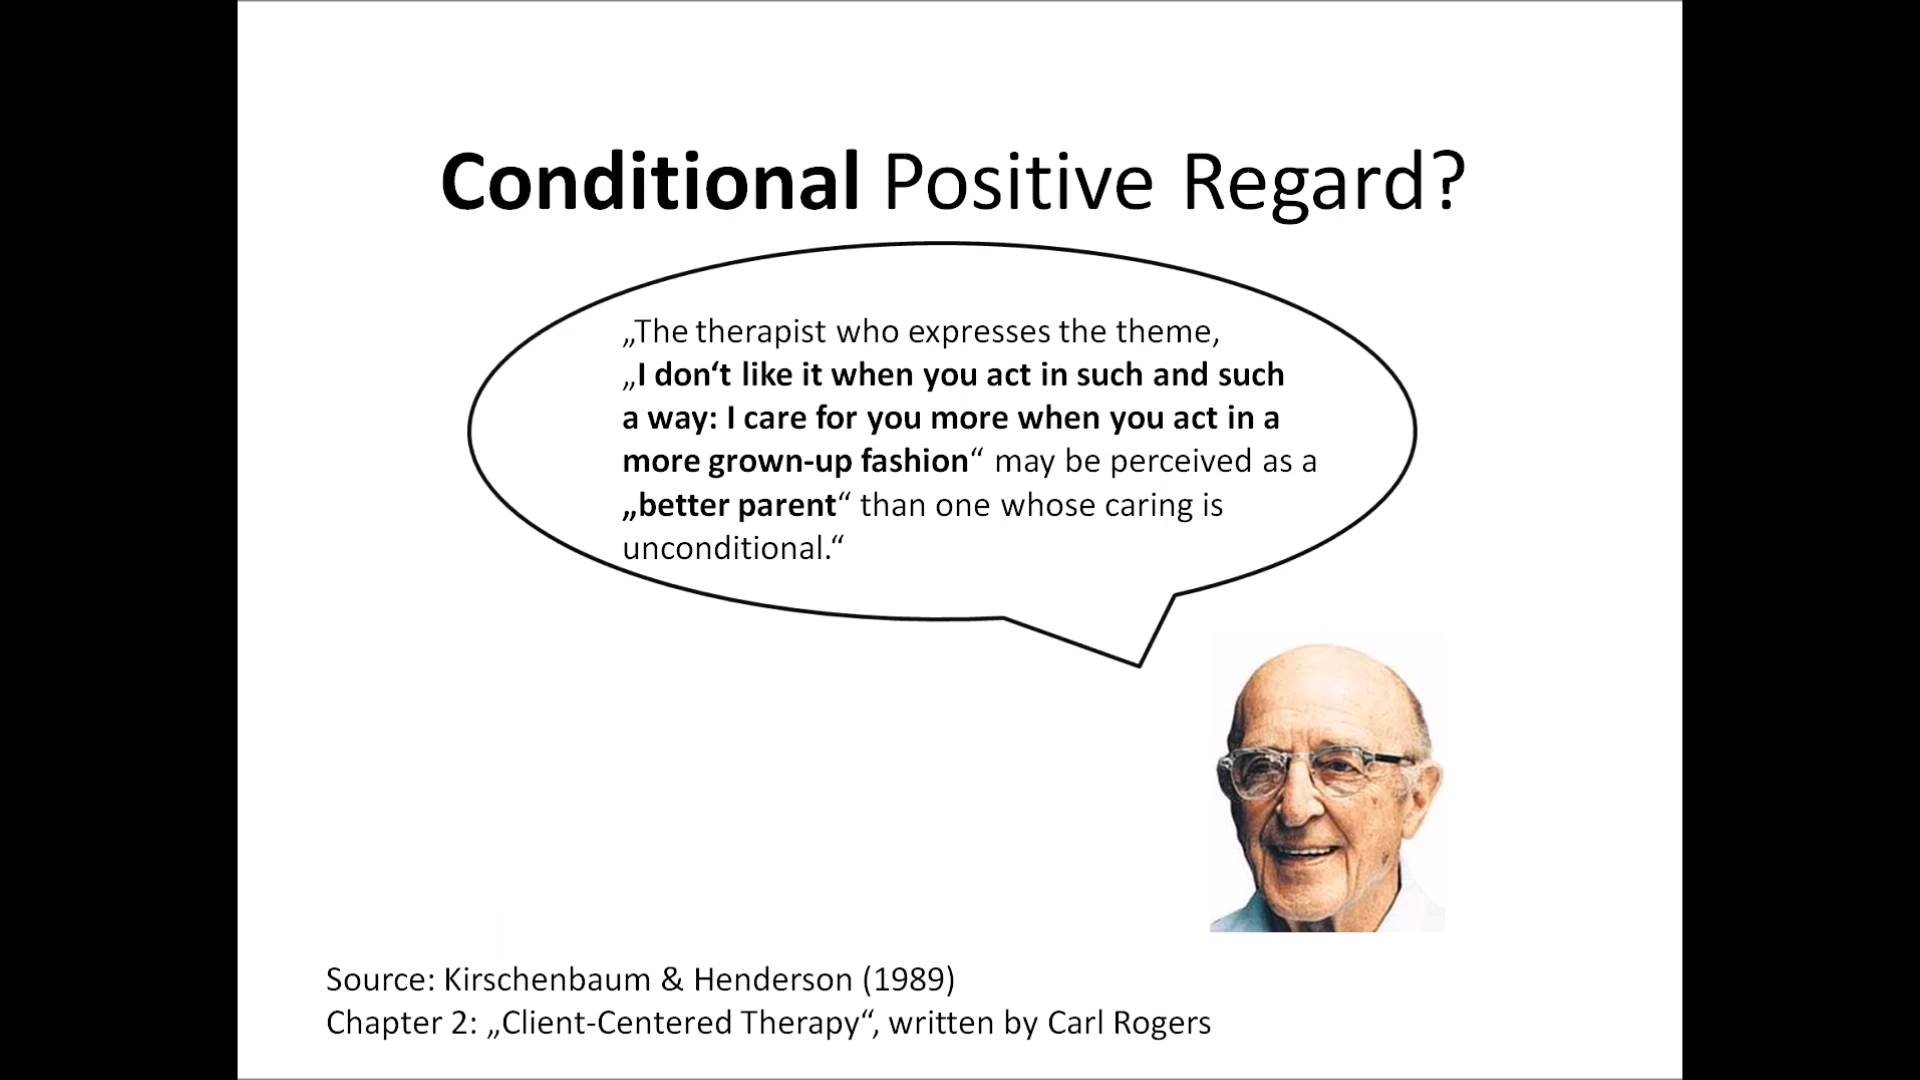 Conditional Positive Regard?
„The therapist who expresses the theme,
„I don‘t like it when you act in such and such
a way: I care for you more when you act in a
more grown-up fashion“ may be perceived as a
„better parent“ than one whose caring is
unconditional.“
Source: Kirschenbaum & Henderson (1989)
Chapter 2: „Client-Centered Therapy“, written by Carl Rogers